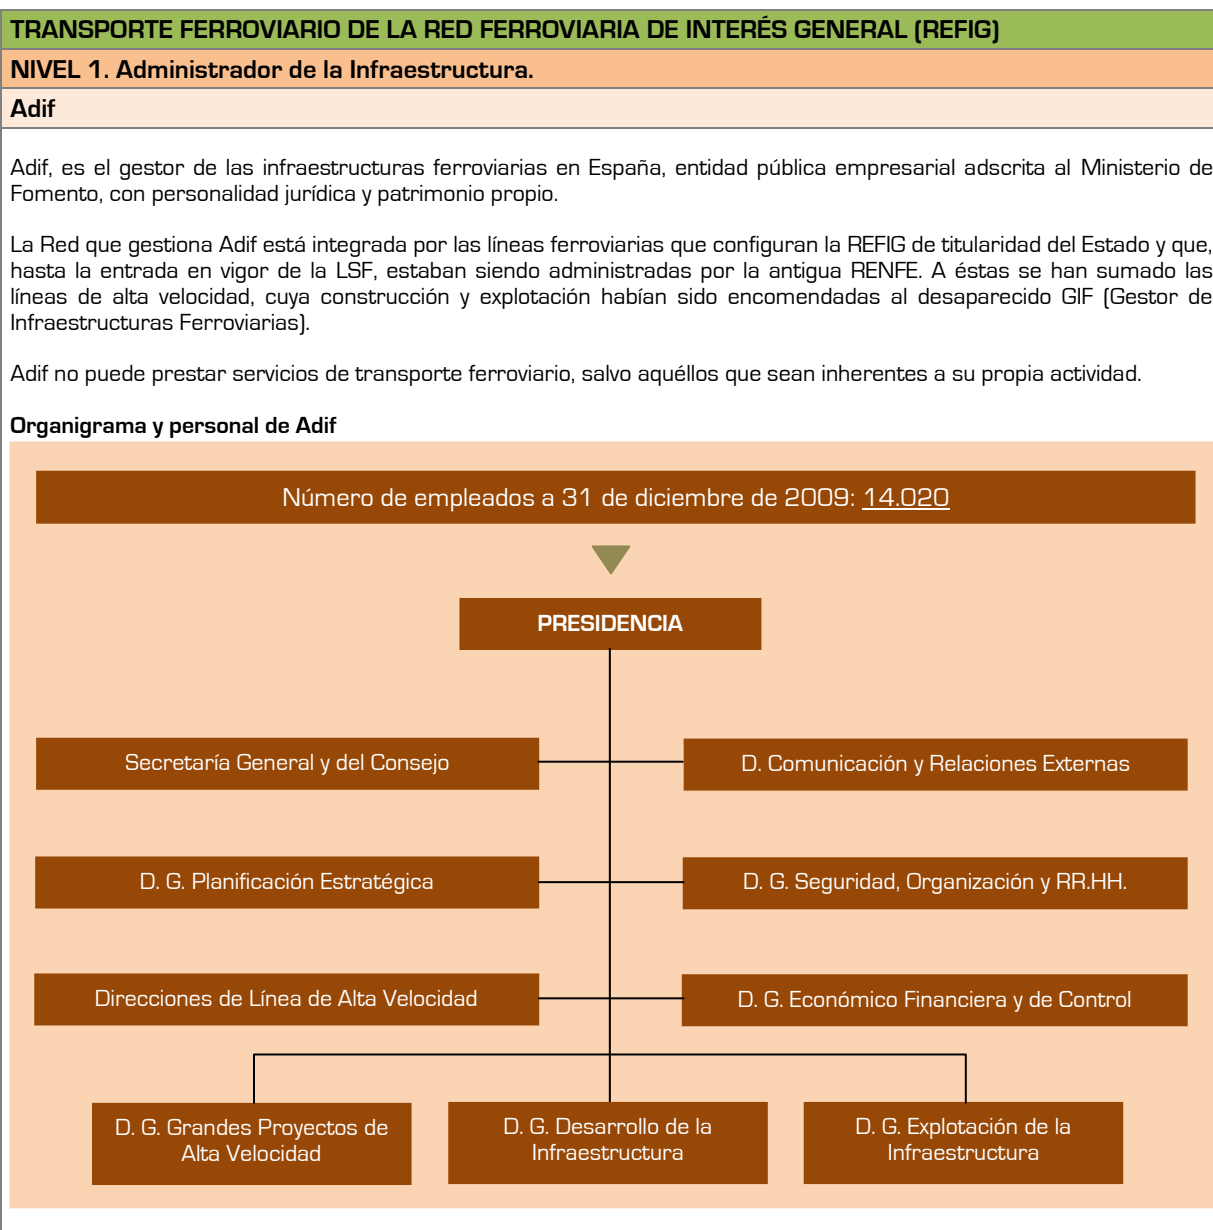 TRANSPORTE FERROVIARIO DE LA RED FERROVIARIA DE INTERÉS GENERAL (REFIG)
NIVEL 1. Administrador de la Infraestructura.
Adif
Adif, es el gestor de las infraestructuras ferroviarias en España, entidad pública empresarial adscrita al Ministerio de
Fomento, con personalidad jurídica y patrimonio propio.
La Red que gestiona Adif está integrada por las líneas ferroviarias que configuran la REFIG de titularidad del Estado y que,
hasta la entrada en vigor de la LSF, estaban siendo administradas por la antigua RENFE. A éstas se han sumado las
líneas de alta velocidad, cuya construcción y explotación habían sido encomendadas al desaparecido GIF (Gestor de
Infraestructuras Ferroviarias).
Adif no puede prestar servicios de transporte ferroviario, salvo aquéllos que sean inherentes a su propia actividad.
Organigrama y personal de Adif
Número de empleados a 31 de diciembre de 2009: 14.020
PRESIDENCIA
Secretaría General y del Consejo
D. Comunicación y Relaciones Externas
D. G. Planificación Estratégica
D. G. Seguridad, Organización y RR.HH.
Direcciones de Línea de Alta Velocidad
D. G. Económico Financiera y de Control
D. G. Grandes Proyectos de
Alta Velocidad
D. G. Desarrollo de la
Infraestructura
D. G. Explotación de la
Infraestructura